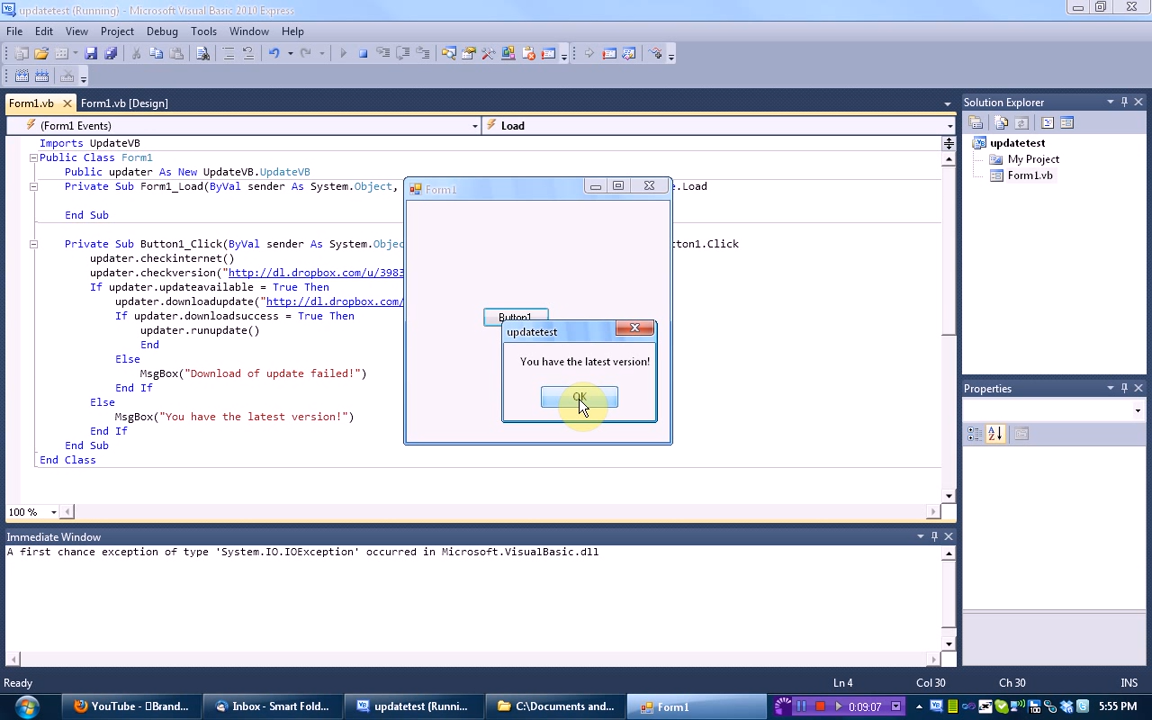 updatetest (Running) - Microsoft Visual Basic 2010 Express
File Edit View Project Debug Tools Window Help
Form1.vb Form1.vb [Design]
(Form1 Events) Load
Imports UpdateVB
Public Class Form1
Public updater As New UpdateVB.UpdateVB
Private Sub Form1_Load(ByVal sender As System.Object, e.Load
End Sub
Private Sub Button1_Click(ByVal sender As System.Objec ton1.Click
updater.checkinternet()
updater.checkversion("http://dl.dropbox.com/u/3983
If updater.updateavailable = True Then
updater.downloadupdate("http://dl.dropbox.com/
If updater.downloadsuccess = True Then
updater.runupdate()
End
Else
MsgBox("Download of update failed!")
End If
Else
MsgBox("You have the latest version!")
End If
End Sub
End Class
100 %
Form1
Button1
updatetest
You have the latest version!
OK
Solution Explorer
updatetest
My Project
Form1.vb
Properties
Immediate Window
A first chance exception of type 'System.IO.IOException' occurred in Microsoft.VisualBasic.dll
Ready Ln 4 Col 30 Ch 30 INS
YouTube - Brand... Inbox - Smart Fold... updatetest (Runni... C:\Documents and... Form1 0:09:07 5:55 PM